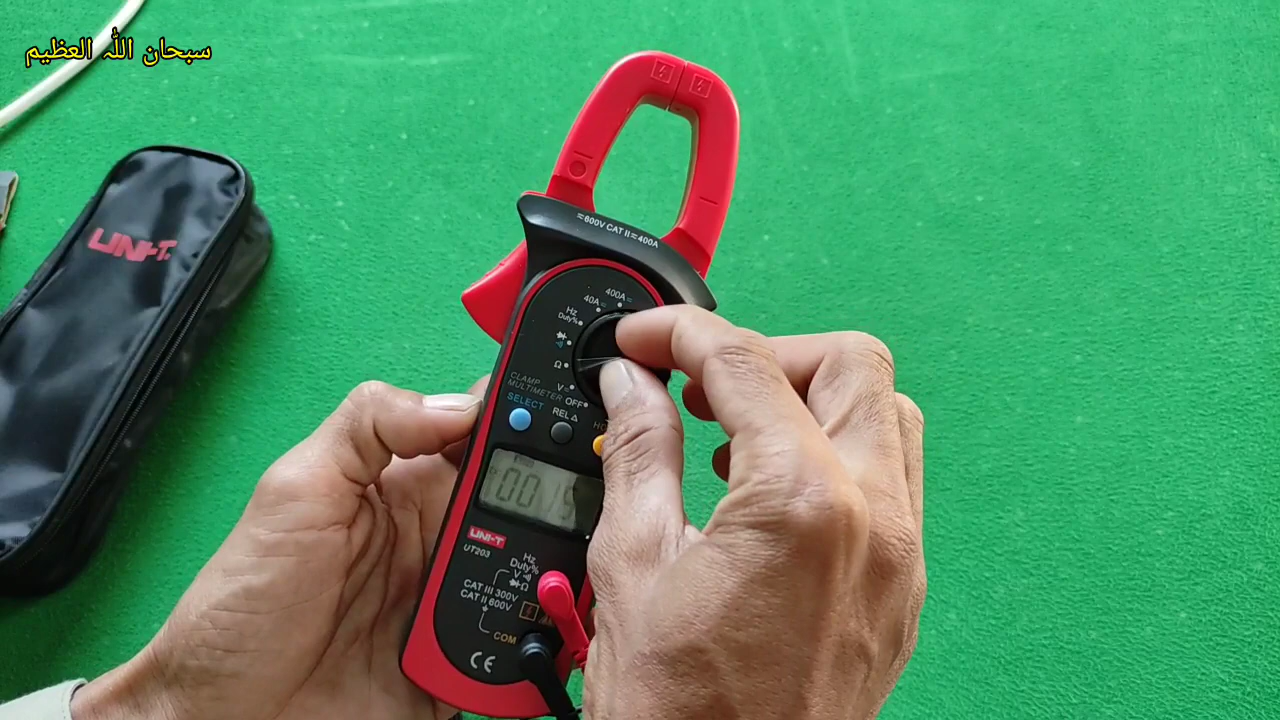 سبحان الله العظيم
UNI-T
≂600V CAT II ≂400A
400A≂
40A≂
Hz
Duty%
Ω
V≂
OFF
CLAMP
MULTIMETER
SELECT
REL △
UNI-T
UT203
Hz
Duty%
V
Ω
CAT III 300V
CAT II 600V
COM
CE